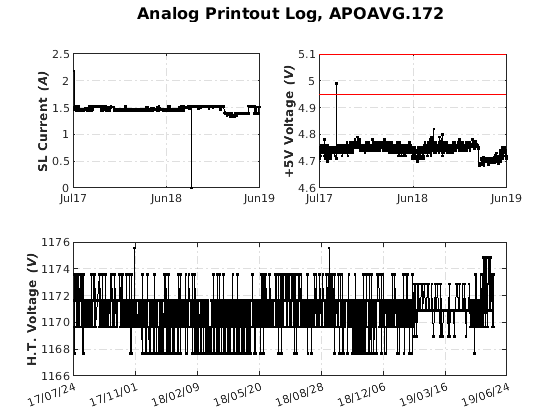 Analog Printout Log, APOAVG.172
SL Current (A)
2.5
2
1.5
1
0.5
0
Jul17 Jun18 Jun19
+5V Voltage (V)
5.1
5
4.9
4.8
4.7
4.6
Jul17 Jun18 Jun19
H.T. Voltage (V)
1176
1174
1172
1170
1168
1166
17/07/24 17/11/01 18/02/09 18/05/20 18/08/28 18/12/06 19/03/16 19/06/24